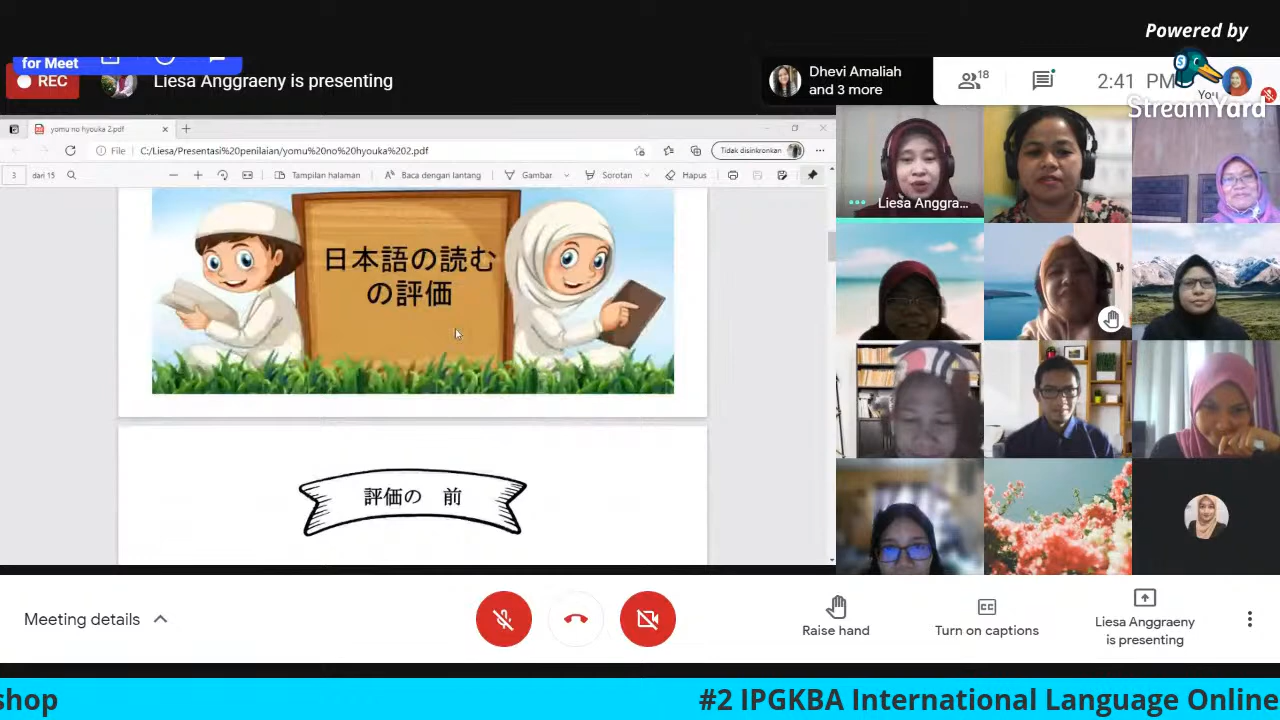 Powered by
StreamYard
for Meet
REC
Liesa Anggraeny is presenting
Dhevi Amaliah
and 3 more
18
2:41 PM
You
yomu no hyouka 2.pdf
File
C:/Liesa/Presentasi%20penilaian/yomu%20no%20hyouka%202.pdf
Tidak disinkronkan
3 dari 15
Tampilan halaman
Baca dengan lantang
Gambar
Sorotan
Hapus
日本語の読む
の評価
評価の　前
Liesa Anggra...
Meeting details
Raise hand
Turn on captions
Liesa Anggraeny
is presenting
shop
#2 IPGKBA International Language Online